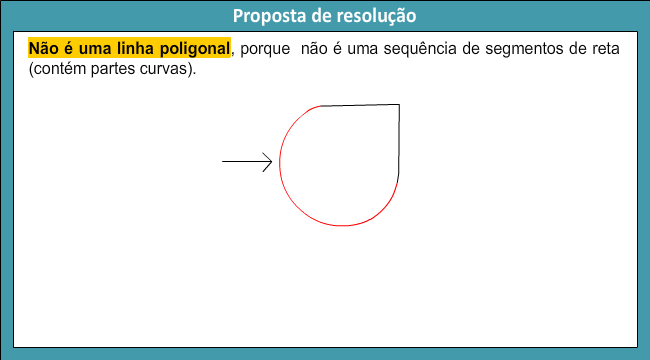 Proposta de resolução
Não é uma linha poligonal, porque não é uma sequência de segmentos de reta
(contém partes curvas).